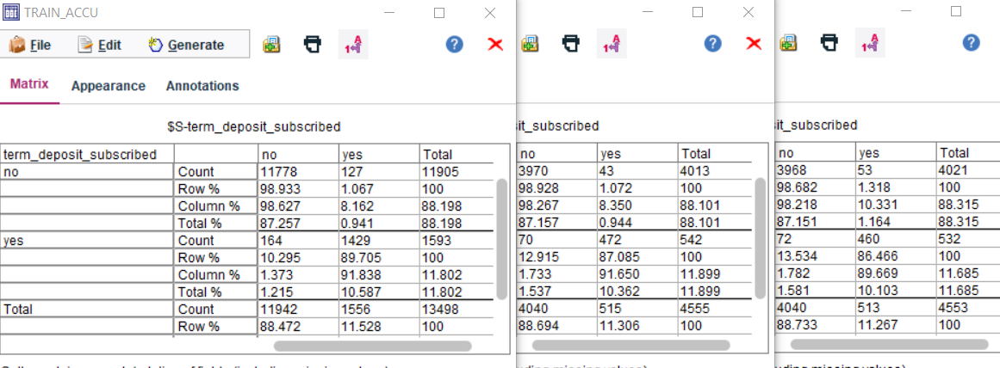 TRAIN_ACCU
File Edit Generate
Matrix Appearance Annotations
$S-term_deposit_subscribed it_subscribed sit_subscribed
term_deposit_subscribed no yes Total no yes Total no yes Total
no Count 11778 127 11905 3970 43 4013 3968 53 4021
Row % 98.933 1.067 100 98.928 1.072 100 98.682 1.318 100
Column % 98.627 8.162 88.198 98.267 8.350 88.101 98.218 10.331 88.315
Total % 87.257 0.941 88.198 87.157 0.944 88.101 87.151 1.164 88.315
yes Count 164 1429 1593 70 472 542 72 460 532
Row % 10.295 89.705 100 12.915 87.085 100 13.534 86.466 100
Column % 1.373 91.838 11.802 1.733 91.650 11.899 1.782 89.669 11.685
Total % 1.215 10.587 11.802 1.537 10.362 11.899 1.581 10.103 11.685
Total Count 11942 1556 13498 4040 515 4555 4040 513 4553
Row % 88.472 11.528 100 88.694 11.306 100 88.733 11.267 100